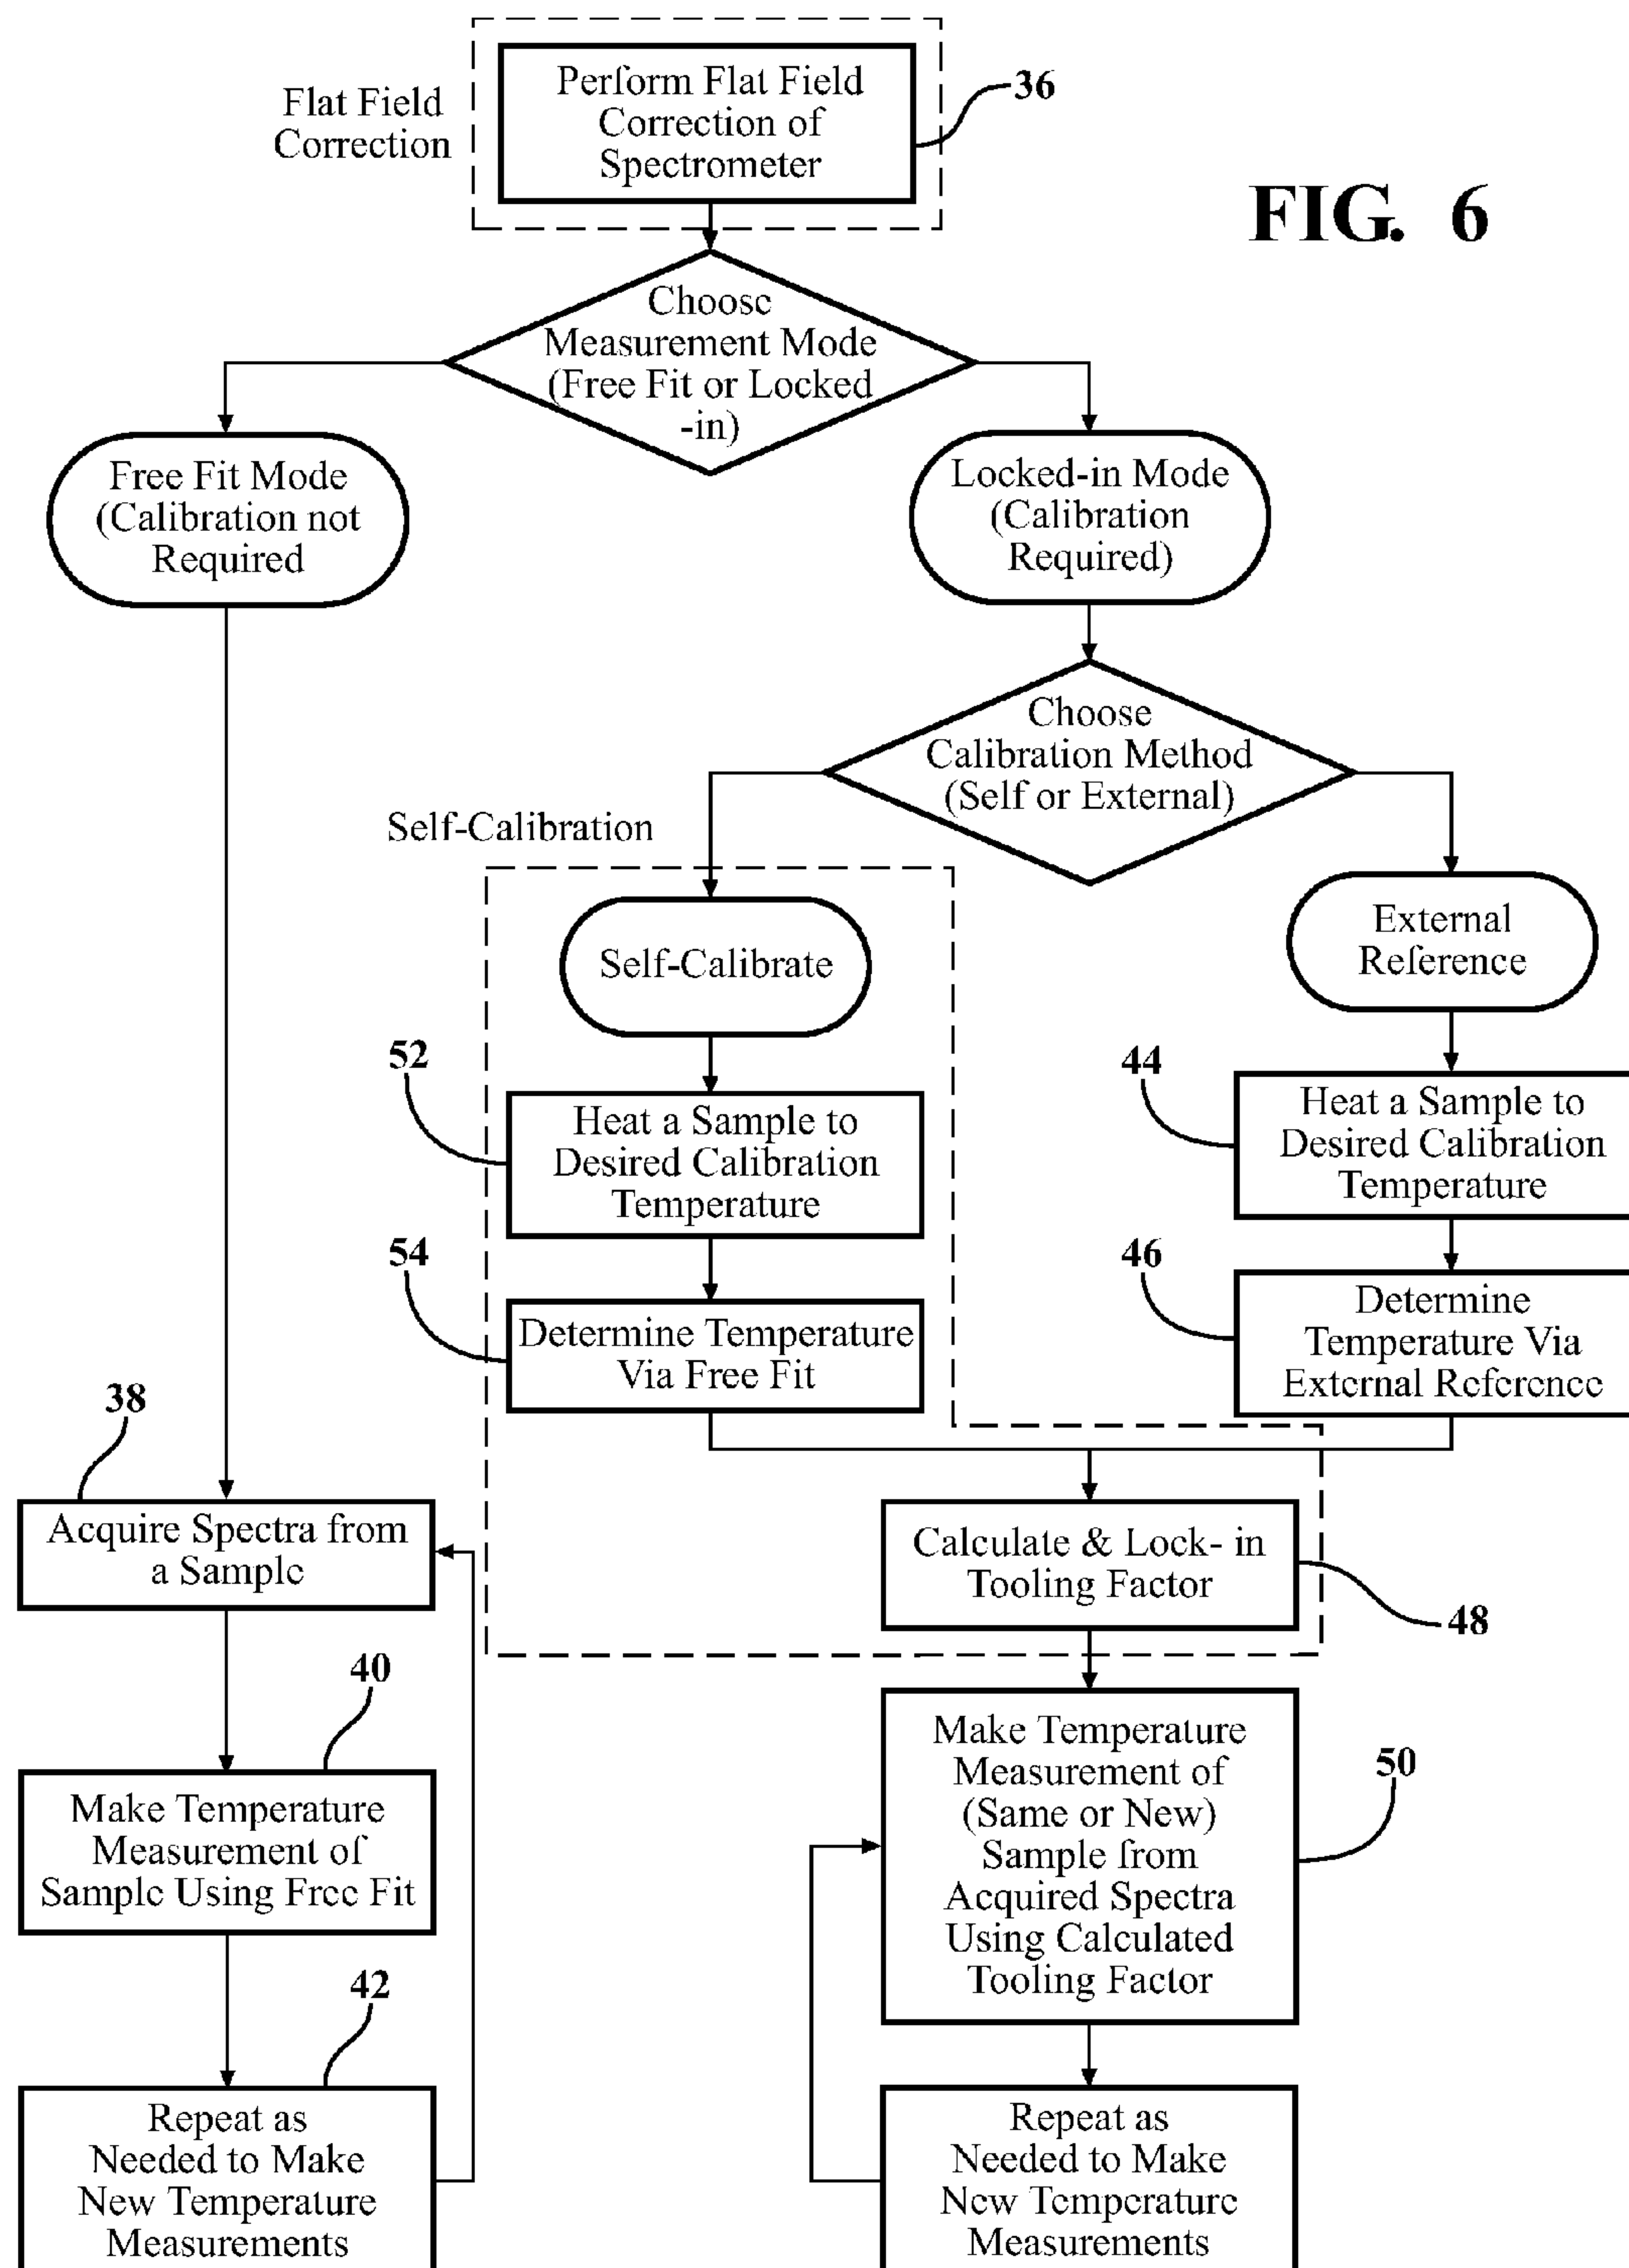 Flat Field
Correction
Perform Flat Field
Correction of
Spectrometer
36
FIG. 6
Choose
Measurement Mode
(Free Fit or Locked
-in)
Free Fit Mode
(Calibration not
Required
Locked-in Mode
(Calibration
Required)
Choose
Calibration Method
(Self or External)
Self-Calibration
Self-Calibrate
External
Reference
52
Heat a Sample to
Desired Calibration
Temperature
44
Heat a Sample to
Desired Calibration
Temperature
54
Determine Temperature
Via Free Fit
46
Determine
Temperature Via
External Reference
38
Acquire Spectra from
a Sample
Calculate & Lock- in
Tooling Factor
48
40
Make Temperature
Measurement of
Sample Using Free Fit
Make Temperature
Measurement of
(Same or New)
Sample from
Acquired Spectra
Using Calculated
Tooling Factor
50
42
Repeat as
Needed to Make
New Temperature
Measurements
Repeat as
Needed to Make
New Temperature
Measurements